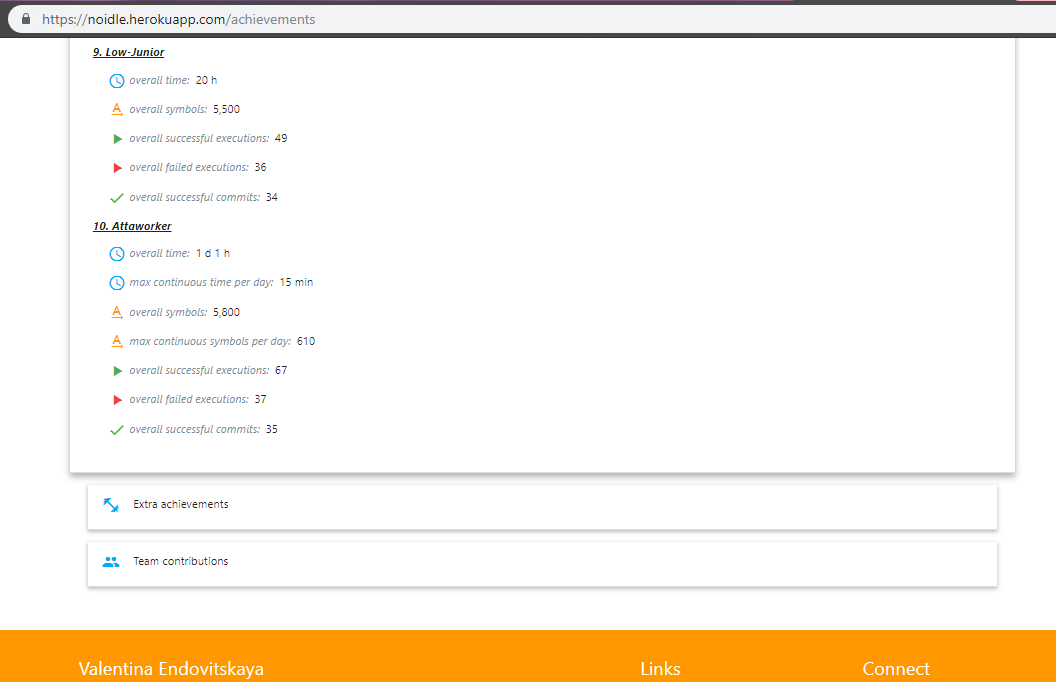 https://noidle.herokuapp.com/achievements
9. Low-Junior
overall time: 20 h
overall symbols: 5,500
overall successful executions: 49
overall failed executions: 36
overall successful commits: 34
10. Attaworker
overall time: 1 d 1 h
max continuous time per day: 15 min
overall symbols: 5,800
max continuous symbols per day: 610
overall successful executions: 67
overall failed executions: 37
overall successful commits: 35
Extra achievements
Team contributions
Valentina Endovitskaya Links Connect